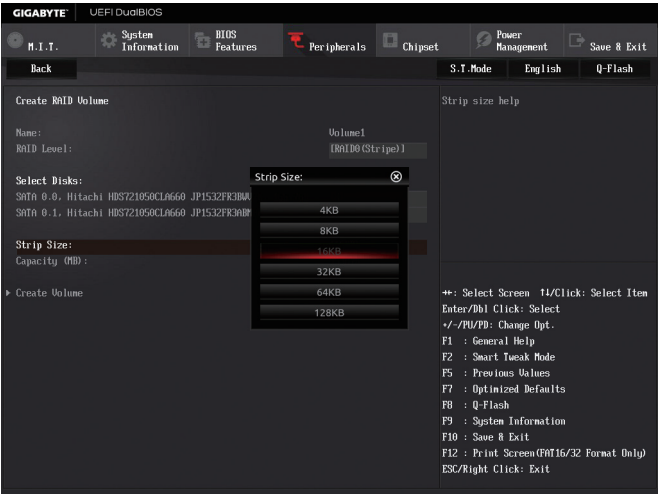 GIGABYTE™ UEFI DualBIOS
M.I.T.
System Information
BIOS Features
Peripherals
Chipset
Power Management
Save & Exit
Back
S.T.Mode English Q-Flash
Create RAID Volume
Name: Volume1
RAID Level: [RAID0(Stripe)]
Select Disks:
SATA 0.0, Hitachi HDS721050CLA660
SATA 0.1, Hitachi HDS721050CLA660
Strip Size:
Capacity (MB) :
Create Volume
Strip Size:
4KB
8KB
16KB
32KB
64KB
128KB
Strip size help
→←: Select Screen ↑↓/Click: Select Item
Enter/Dbl Click: Select
+/-/PU/PD: Change Opt.
F1 : General Help
F2 : Smart Tweak Mode
F5 : Previous Values
F7 : Optimized Defaults
F8 : Q-Flash
F9 : System Information
F10 : Save & Exit
F12 : Print Screen(FAT16/32 Format Only)
ESC/Right Click: Exit